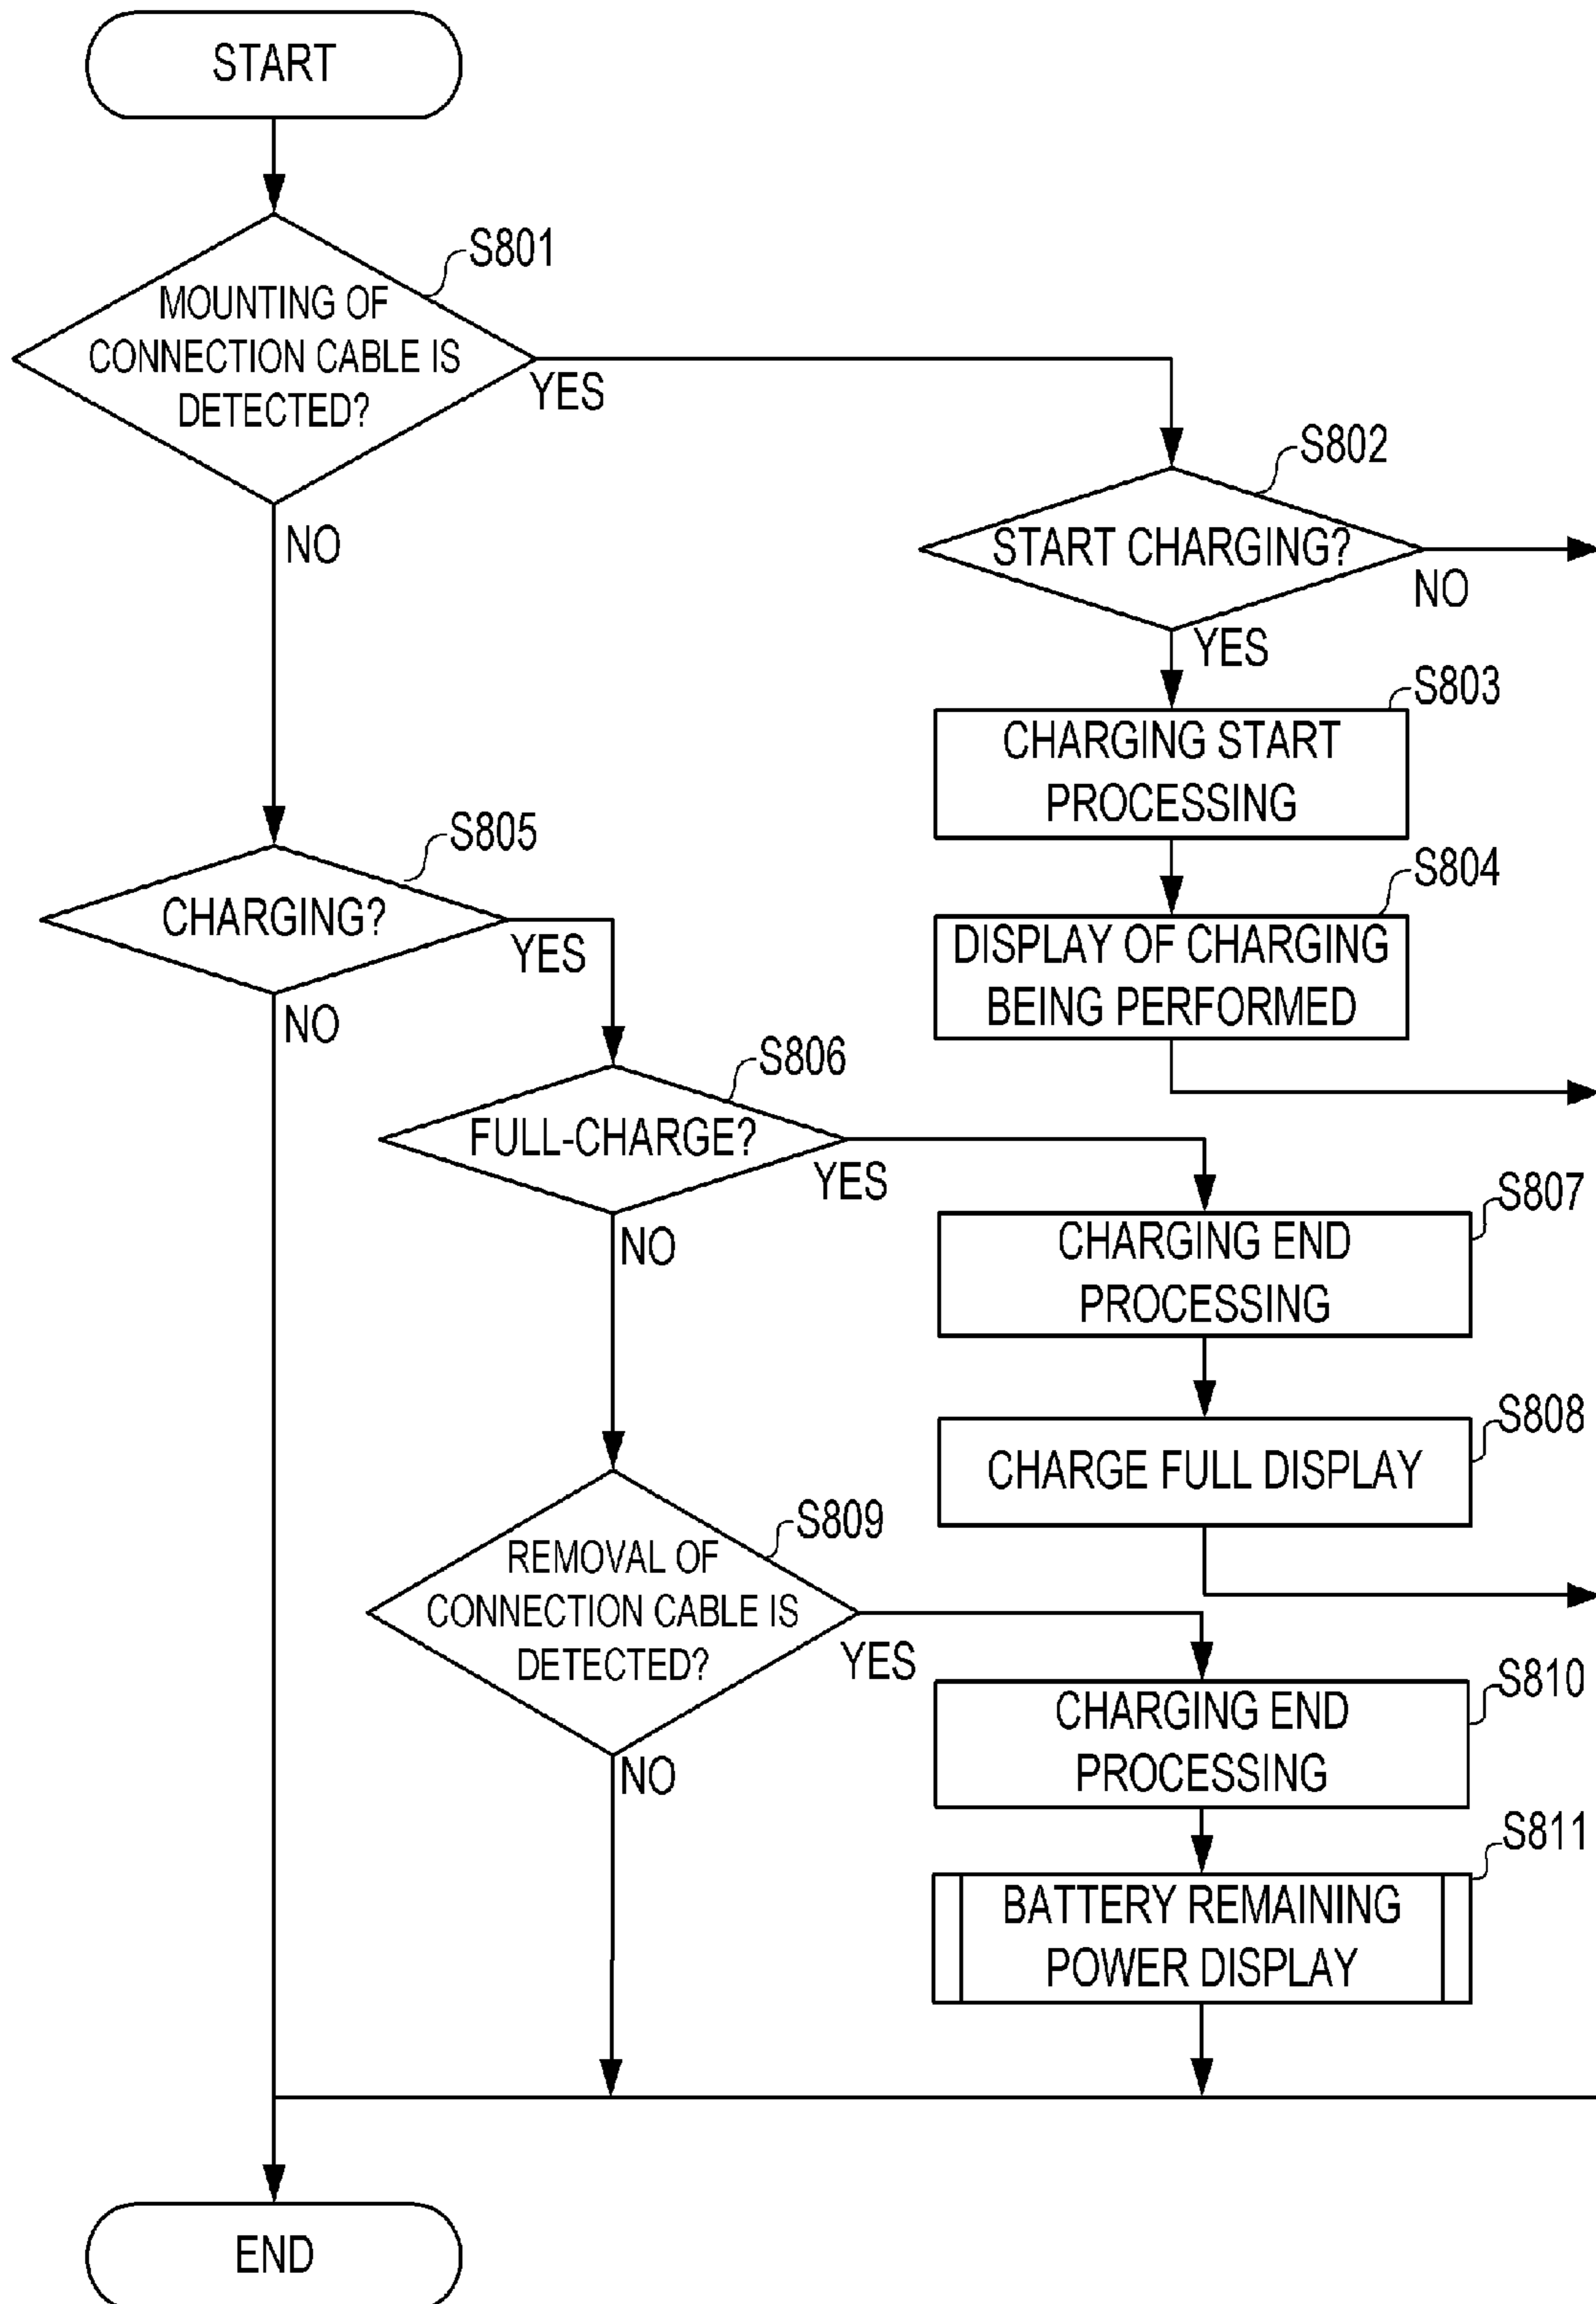 START
S801
MOUNTING OF
CONNECTION CABLE IS
DETECTED?
YES
NO
S802
START CHARGING?
NO
YES
S803
CHARGING START
PROCESSING
S804
DISPLAY OF CHARGING
BEING PERFORMED
S805
CHARGING?
YES
NO
S806
FULL-CHARGE?
YES
NO
S807
CHARGING END
PROCESSING
S808
CHARGE FULL DISPLAY
S809
REMOVAL OF
CONNECTION CABLE IS
DETECTED?
YES
NO
S810
CHARGING END
PROCESSING
S811
BATTERY REMAINING
POWER DISPLAY
END